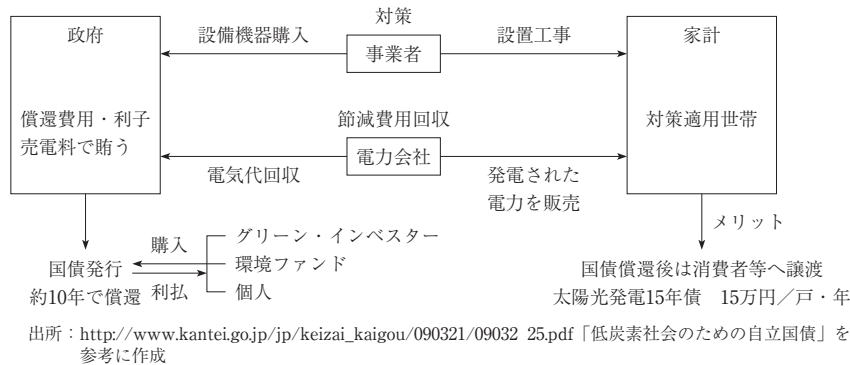 対策
政府
設備機器購入
事業者
設置工事
家計
償還費用・利子
売電料で賄う
節減費用回収
対策適用世帯
電気代回収
電力会社
発電された
電力を販売
メリット
国債発行
約10年で償還
購入
利払
グリーン・インベスター
環境ファンド
個人
国債償還後は消費者等へ譲渡
太陽光発電15年債 15万円／戸・年
出所：http://www.kantei.go.jp/jp/keizai_kaigou/090321/09032 25.pdf「低炭素社会のための自立国債」を
参考に作成